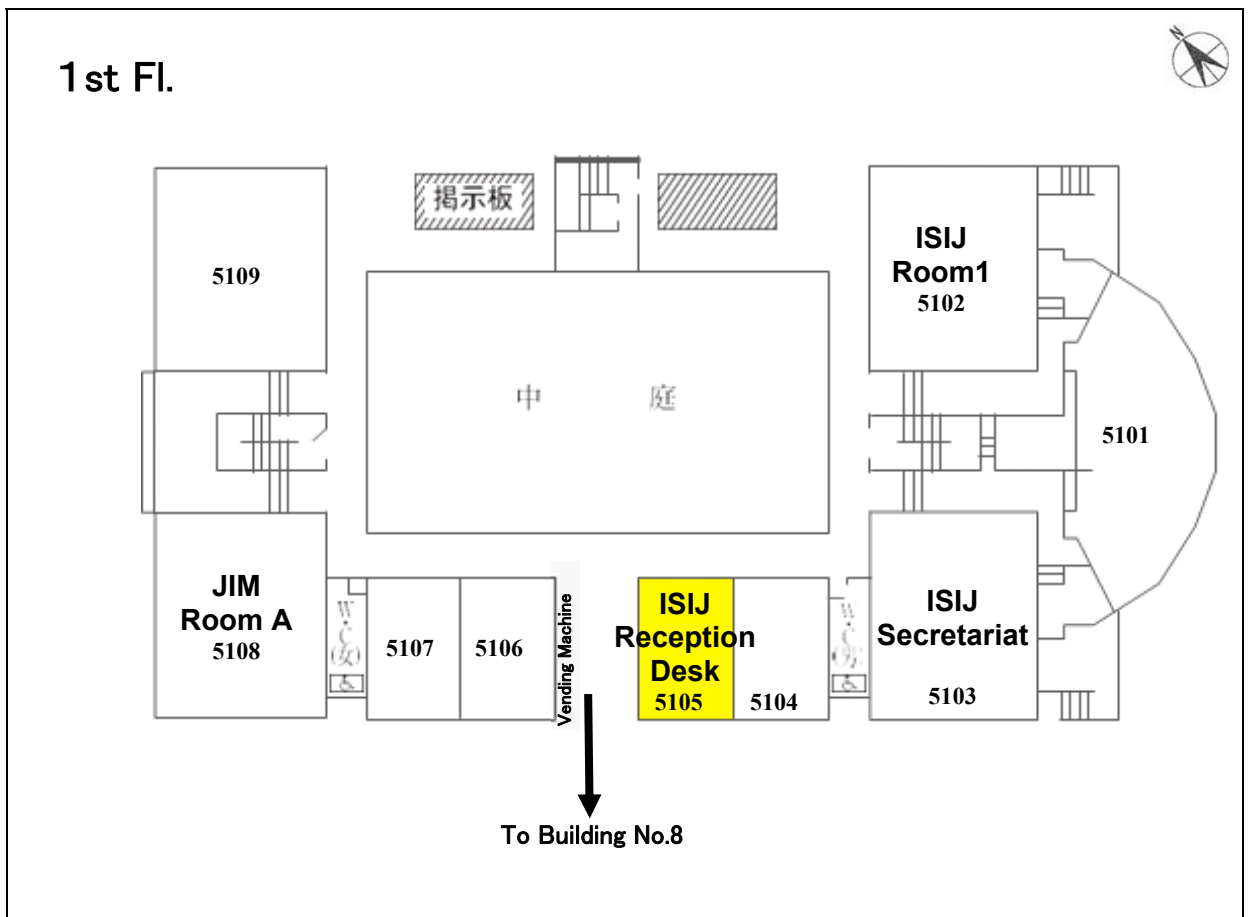 N
1st Fl.
掲示板
ISIJ
Room1
5102
5109
中 庭
5101
JIM
Room A
5108
W.C
(女)
5107
5106
Vending Machine
ISIJ
Reception
Desk
5105
5104
W.C
(男)
ISIJ
Secretariat
5103
To Building No.8